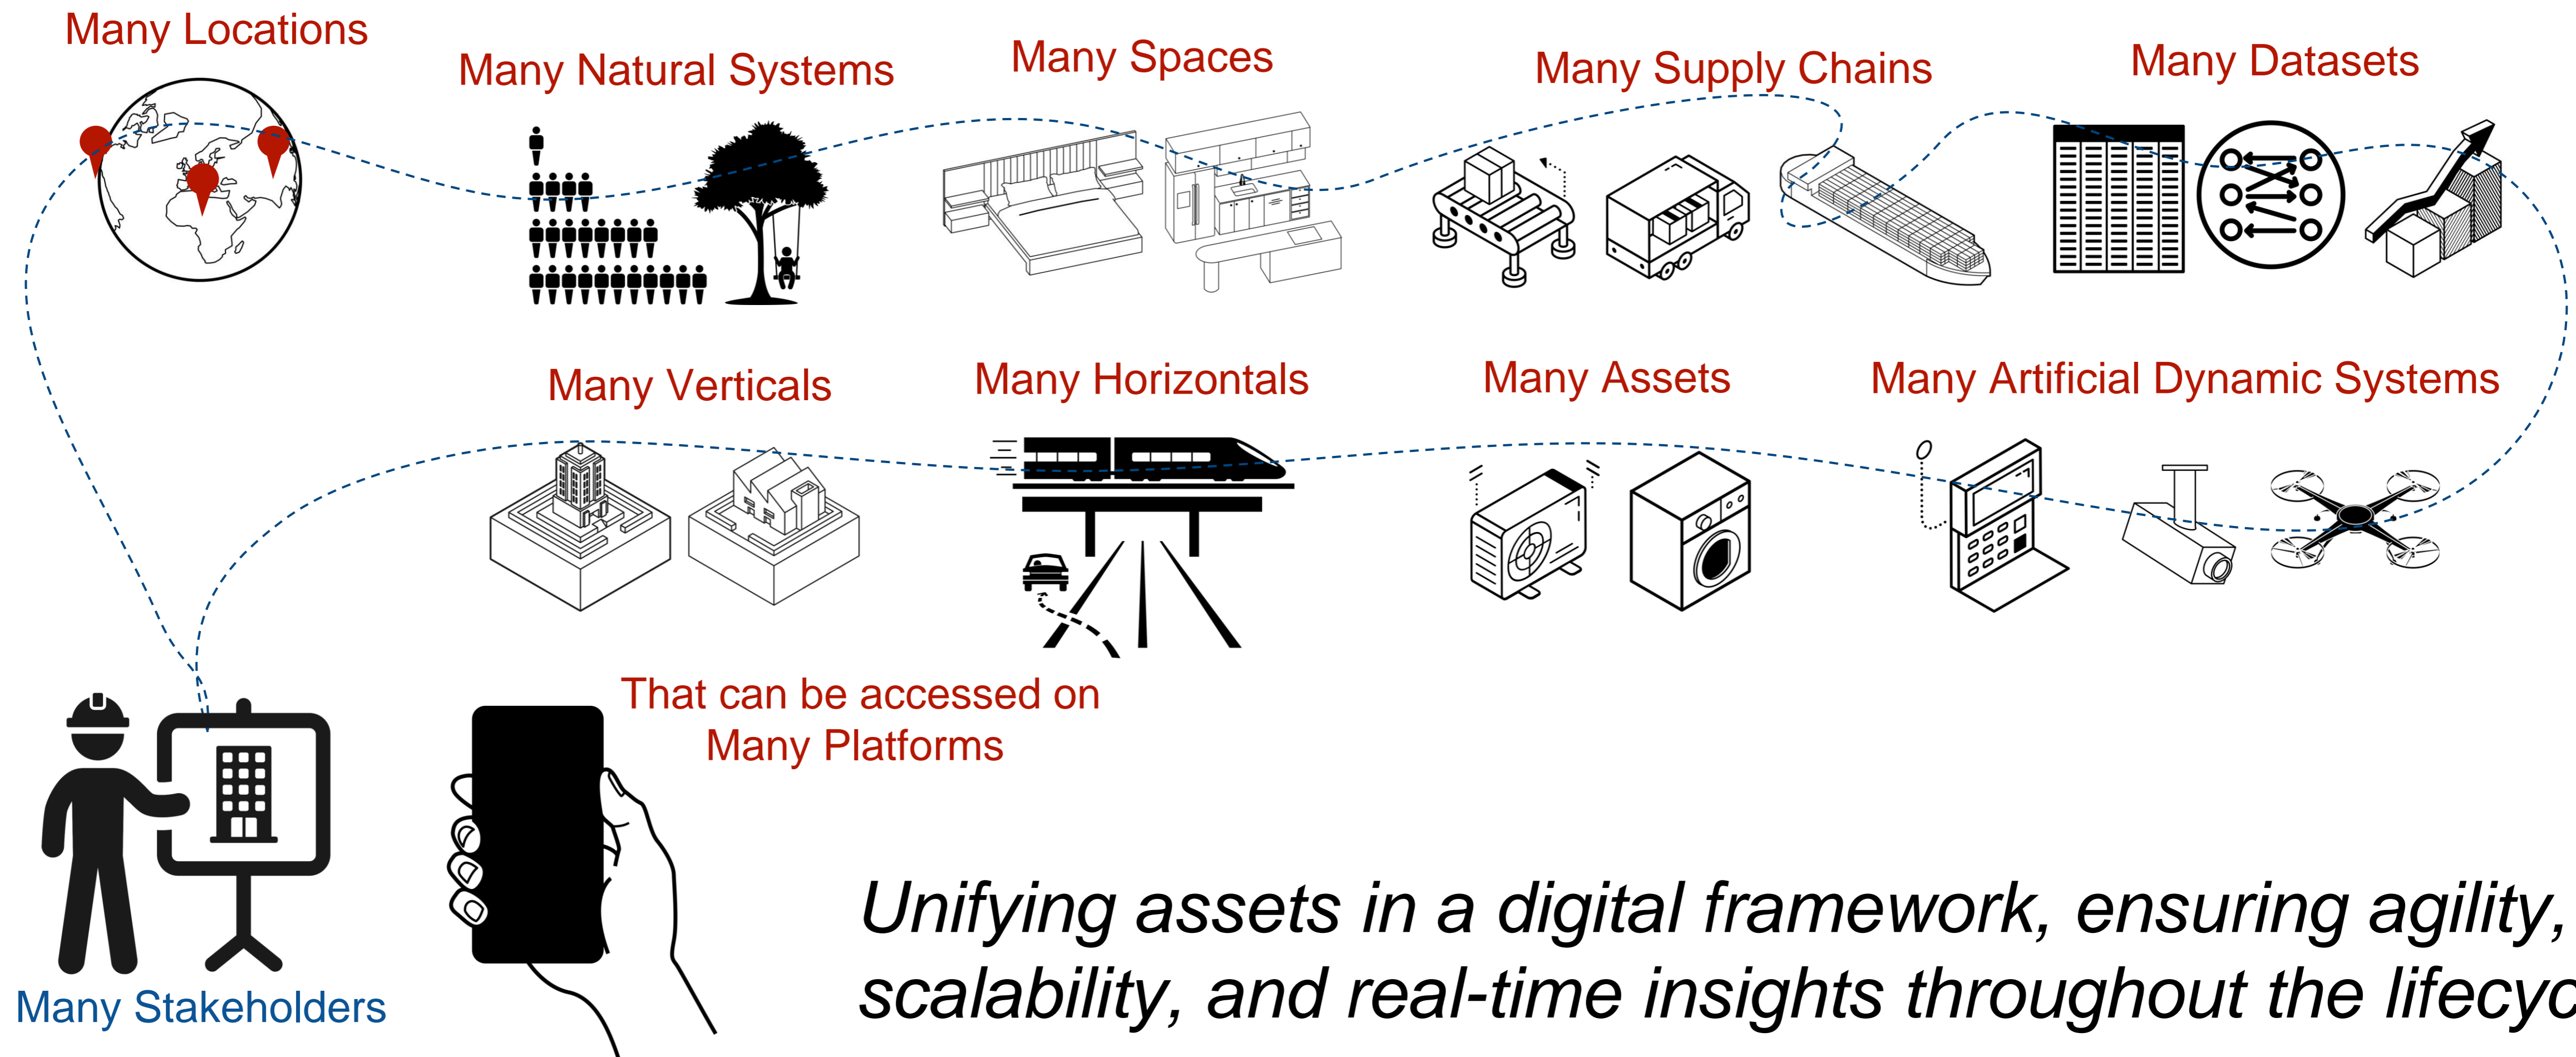 Many Locations
Many Natural Systems
Many Spaces
Many Supply Chains
Many Datasets
Many Verticals
Many Horizontals
Many Assets
Many Artificial Dynamic Systems
That can be accessed on
Many Platforms
Many Stakeholders
Unifying assets in a digital framework, ensuring agility,
scalability, and real-time insights throughout the